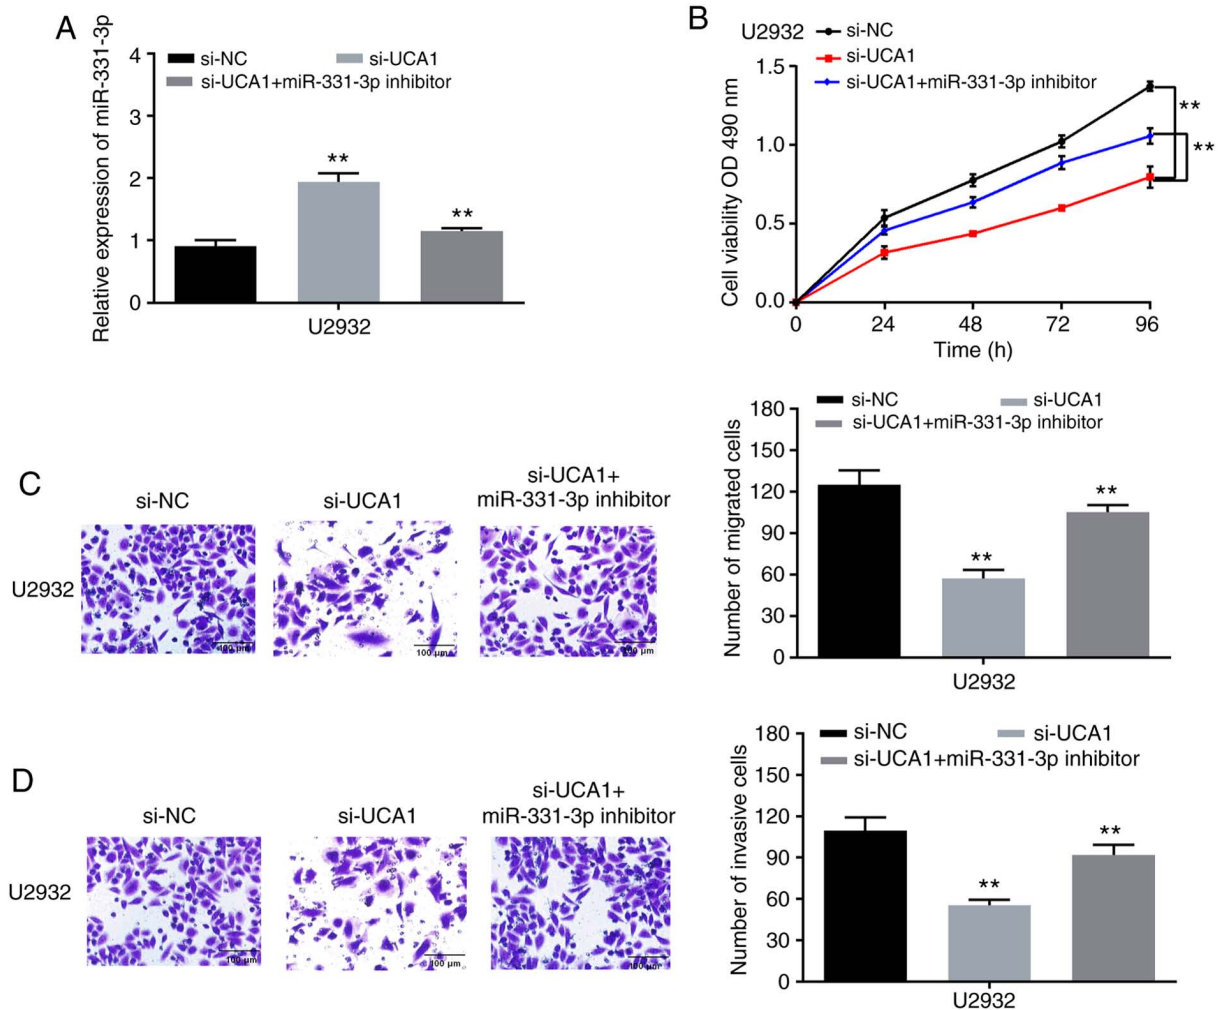 A
Relative expression of miR-331-3p
4
3
2
1
0
si-NC
si-UCA1
si-UCA1+miR-331-3p inhibitor
**
**
U2932
B
U2932
si-NC
si-UCA1
si-UCA1+miR-331-3p inhibitor
Cell viability OD 490 nm
1.5
1.0
0.5
0.0
**
**
0 24 48 72 96
Time (h)
C
si-NC
si-UCA1
si-UCA1+
miR-331-3p inhibitor
U2932
100 μm
100 μm
100 μm
Number of migrated cells
180
150
120
90
60
30
0
si-NC
si-UCA1
si-UCA1+miR-331-3p inhibitor
**
**
U2932
D
si-NC
si-UCA1
si-UCA1+
miR-331-3p inhibitor
U2932
100 μm
100 μm
100 μm
Number of invasive cells
180
150
120
90
60
30
0
si-NC
si-UCA1
si-UCA1+miR-331-3p inhibitor
**
**
U2932